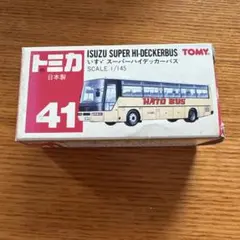 トミカ
日本製
41
ISUZU SUPER HI-DECKERBUS
いすゞ スーパーハイデッカーバス
SCALE 1/145
TOMY.
HATO BUS